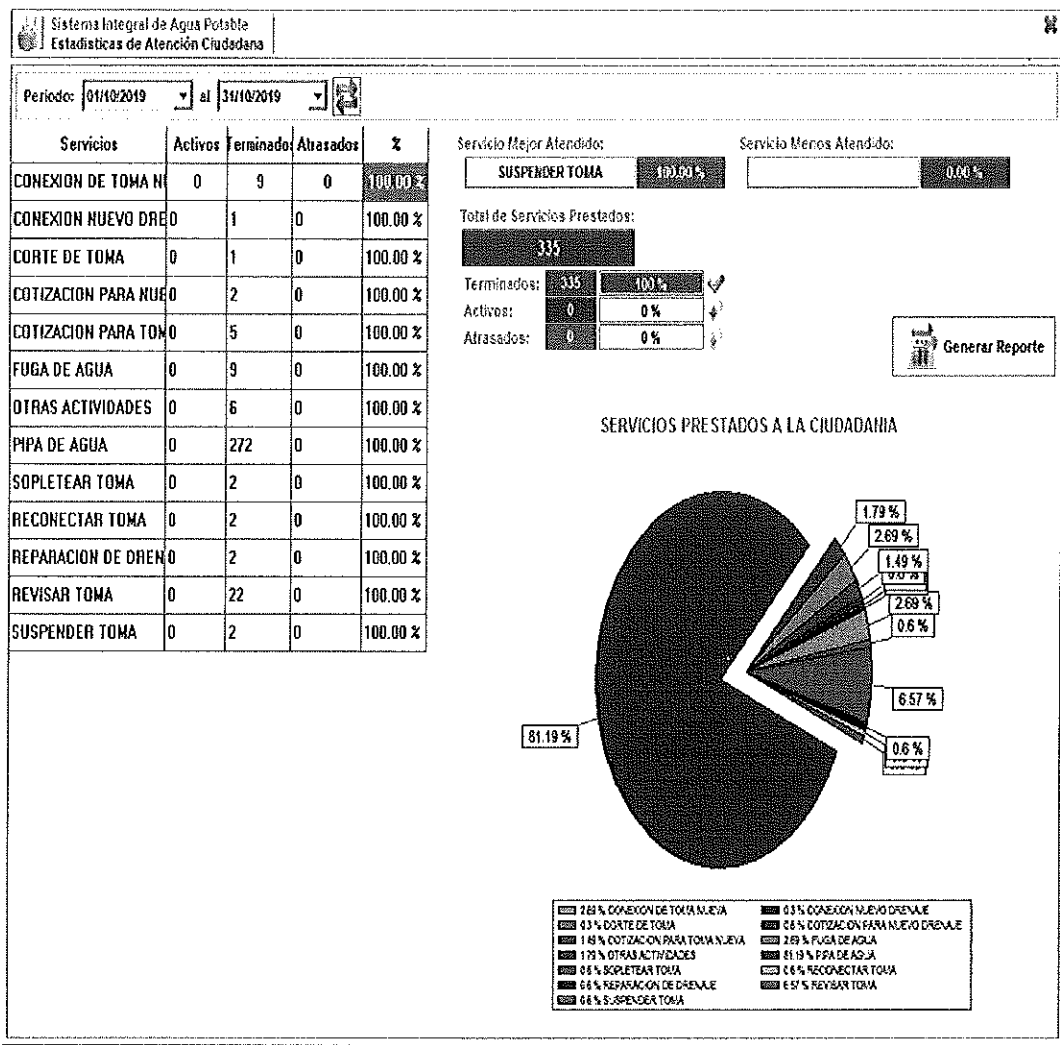 Sistema Integral de Agua Potable
Estadisticas de Atención Ciudadana
Periodo: 01/10/2019 al 31/10/2019
Servicios Activos Terminado: Atrasados %
CONEXION DE TOMA N 0 9 0 100.00 %
CONEXION NUEVO DRE 0 1 0 100.00 %
CORTE DE TOMA 0 1 0 100.00 %
COTIZACION PARA NUE 0 2 0 100.00 %
COTIZACION PARA TOM 0 5 0 100.00 %
FUGA DE AGUA 0 9 0 100.00 %
OTRAS ACTIVIDADES 0 6 0 100.00 %
PIPA DE AGUA 0 272 0 100.00 %
SOPLETEAR TOMA 0 2 0 100.00 %
RECONECTAR TOMA 0 2 0 100.00 %
REPARACION DE DREN 0 2 0 100.00 %
REVISAR TOMA 0 22 0 100.00 %
SUSPENDER TOMA 0 2 0 100.00 %
Servicio Mejor Atendido:
SUSPENDER TOMA 100.00 %
Servicio Menos Atendido:
0.00 %
Total de Servicios Prestados:
335
Terminados: 335 100 %
Activos: 0 0 %
Atrasados: 0 0 %
Generar Reporte
SERVICIOS PRESTADOS A LA CIUDADANIA
1.79 %
2.69 %
1.49 %
2.69 %
0.6 %
6.57 %
0.6 %
81.19 %
2.69 % CONEXION DE TOMA NUEVA
0.3 % CONEXION NUEVO DRENAJE
0.3 % CORTE DE TOMA
0.6 % COTIZACION PARA NUEVO DRENAJE
1.49 % COTIZACION PARA TOMA NUEVA
2.69 % FUGA DE AGUA
1.79 % OTRAS ACTIVIDADES
81.19 % PIPA DE AGUA
0.6 % SOPLETEAR TOMA
0.6 % RECONECTAR TOMA
0.6 % REPARACION DE DRENAJE
6.57 % REVISAR TOMA
0.6 % SUSPENDER TOMA